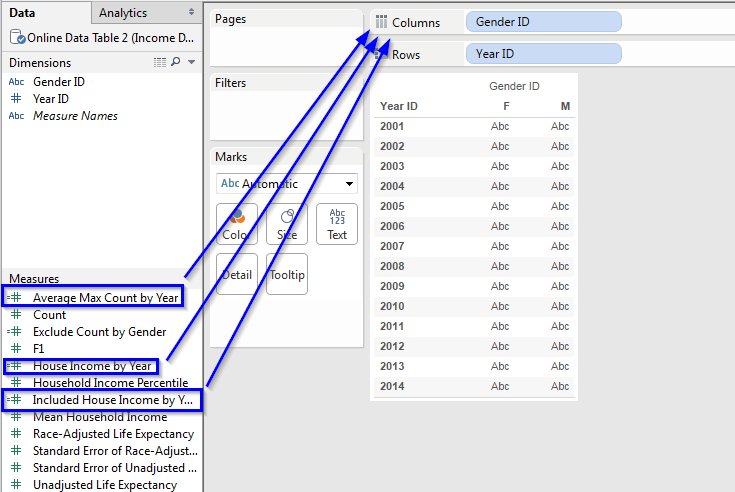 Data
Analytics
Online Data Table 2 (Income D...
Dimensions
Abc Gender ID
# Year ID
Abc Measure Names
Measures
=# Average Max Count by Year
# Count
=# Exclude Count by Gender
# F1
=# House Income by Year
# Household Income Percentile
=# Included House Income by Y...
# Mean Household Income
# Race-Adjusted Life Expectancy
# Standard Error of Race-Adjust...
# Standard Error of Unadjusted ...
# Unadjusted Life Expectancy
Pages
Filters
Marks
Abc Automatic
Color
Size
Abc
123
Text
Detail
Tooltip
Columns
Gender ID
Rows
Year ID
Gender ID
Year ID F M
2001 Abc Abc
2002 Abc Abc
2003 Abc Abc
2004 Abc Abc
2005 Abc Abc
2006 Abc Abc
2007 Abc Abc
2008 Abc Abc
2009 Abc Abc
2010 Abc Abc
2011 Abc Abc
2012 Abc Abc
2013 Abc Abc
2014 Abc Abc